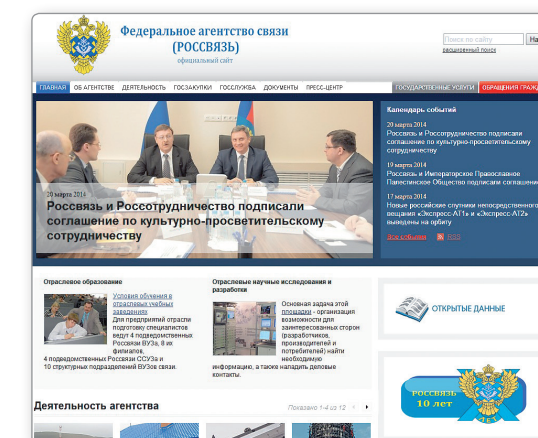 Федеральное агентство связи
(РОССВЯЗЬ)
официальный сайт
Поиск по сайту
На
расширенный поиск
ГЛАВНАЯ ОБ АГЕНТСТВЕ ДЕЯТЕЛЬНОСТЬ ГОСЗАКУПКИ ГОССЛУЖБА ДОКУМЕНТЫ ПРЕСС-ЦЕНТР ГОСУДАРСТВЕННЫЕ УСЛУГИ ОБРАЩЕНИЯ ГРАЖД
20 марта 2014
Россвязь и Россотрудничество подписали
соглашение по культурно-просветительскому
сотрудничеству
Календарь событий
20 марта 2014
Россвязь и Россотрудничество подписали
соглашение по культурно-просветительскому
сотрудничеству
19 марта 2014
Россвязь и Императорское Православное
Палестинское Общество подписали соглашени
17 марта 2014
Новые российские спутники непосредственного
вещания «Экспресс-АТ1» и «Экспресс-АТ2»
выведены на орбиту
Все события RSS
Отраслевое образование
Условия обучения в
отраслевых учебных
заведениях
Для предприятий отрасли
подготовку специалистов
ведут 4 подведомственных
Россвязи ВУЗа, 8 их
филиалов,
4 подведомственных Россвязи ССУЗа и
10 структурных подразделений ВУЗов связи.
Отраслевые научные исследования и
разработки
Основная задача этой
площадки - организация
возможности для
заинтересованных сторон
(разработчиков,
производителей и
потребителей) найти
необходимую
информацию, а также наладить деловые
контакты.
ОТКРЫТЫЕ ДАННЫЕ
РОССВЯЗЬ
10 лет
ЛЕТ
Деятельность агентства
Показано 1-4 из 12